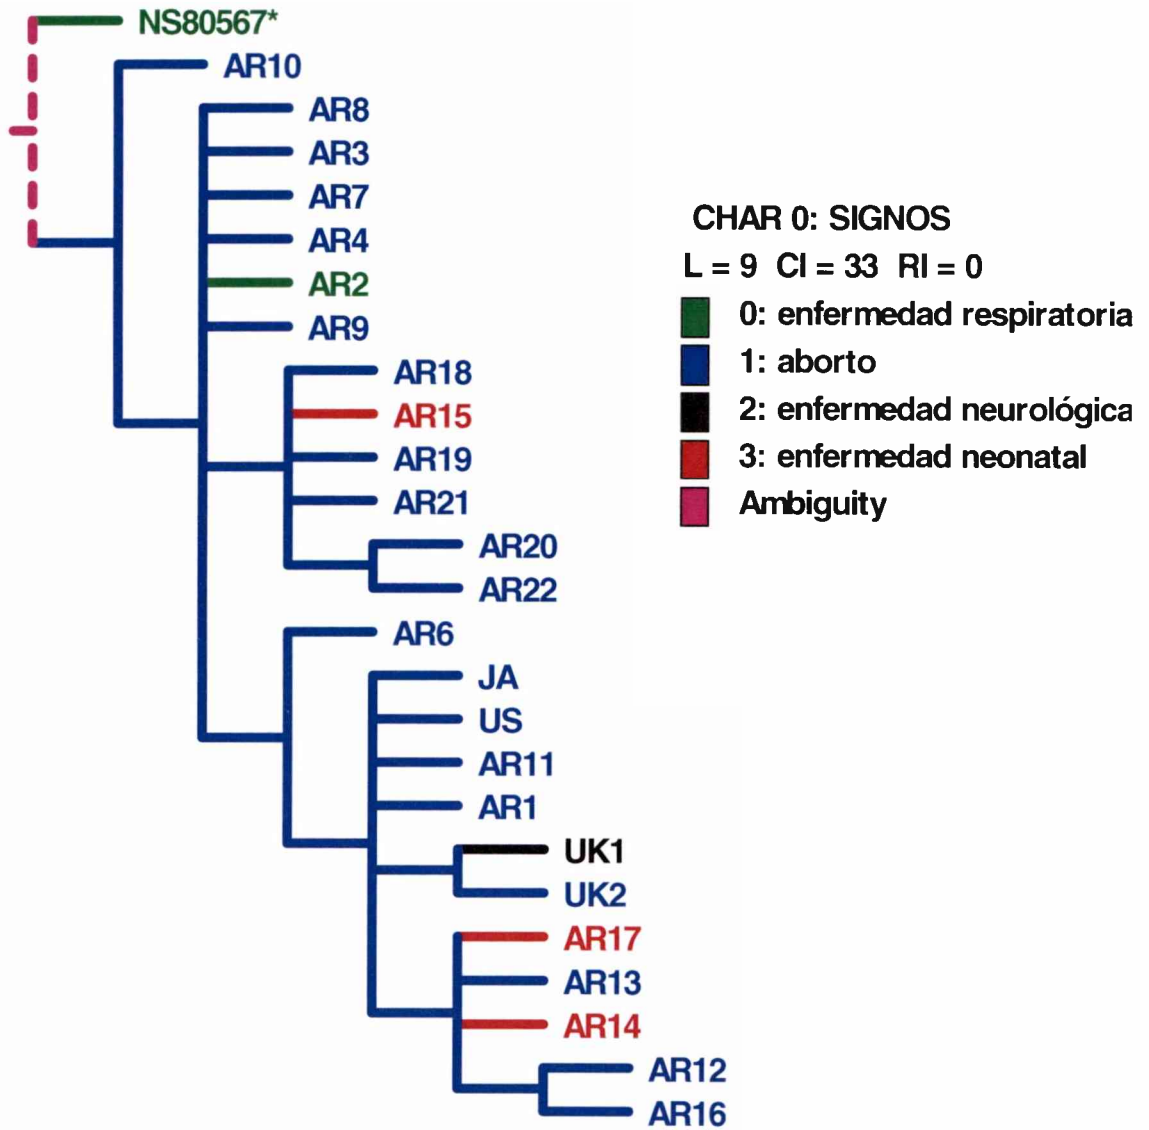 NS80567*
AR10
AR8
AR3
AR7
AR4
AR2
AR9
AR18
AR15
AR19
AR21
AR20
AR22
AR6
JA
US
AR11
AR1
UK1
UK2
AR17
AR13
AR14
AR12
AR16
CHAR 0: SIGNOS
L = 9 CI = 33 RI = 0
0: enfermedad respiratoria
1: aborto
2: enfermedad neurológica
3: enfermedad neonatal
Ambiguity